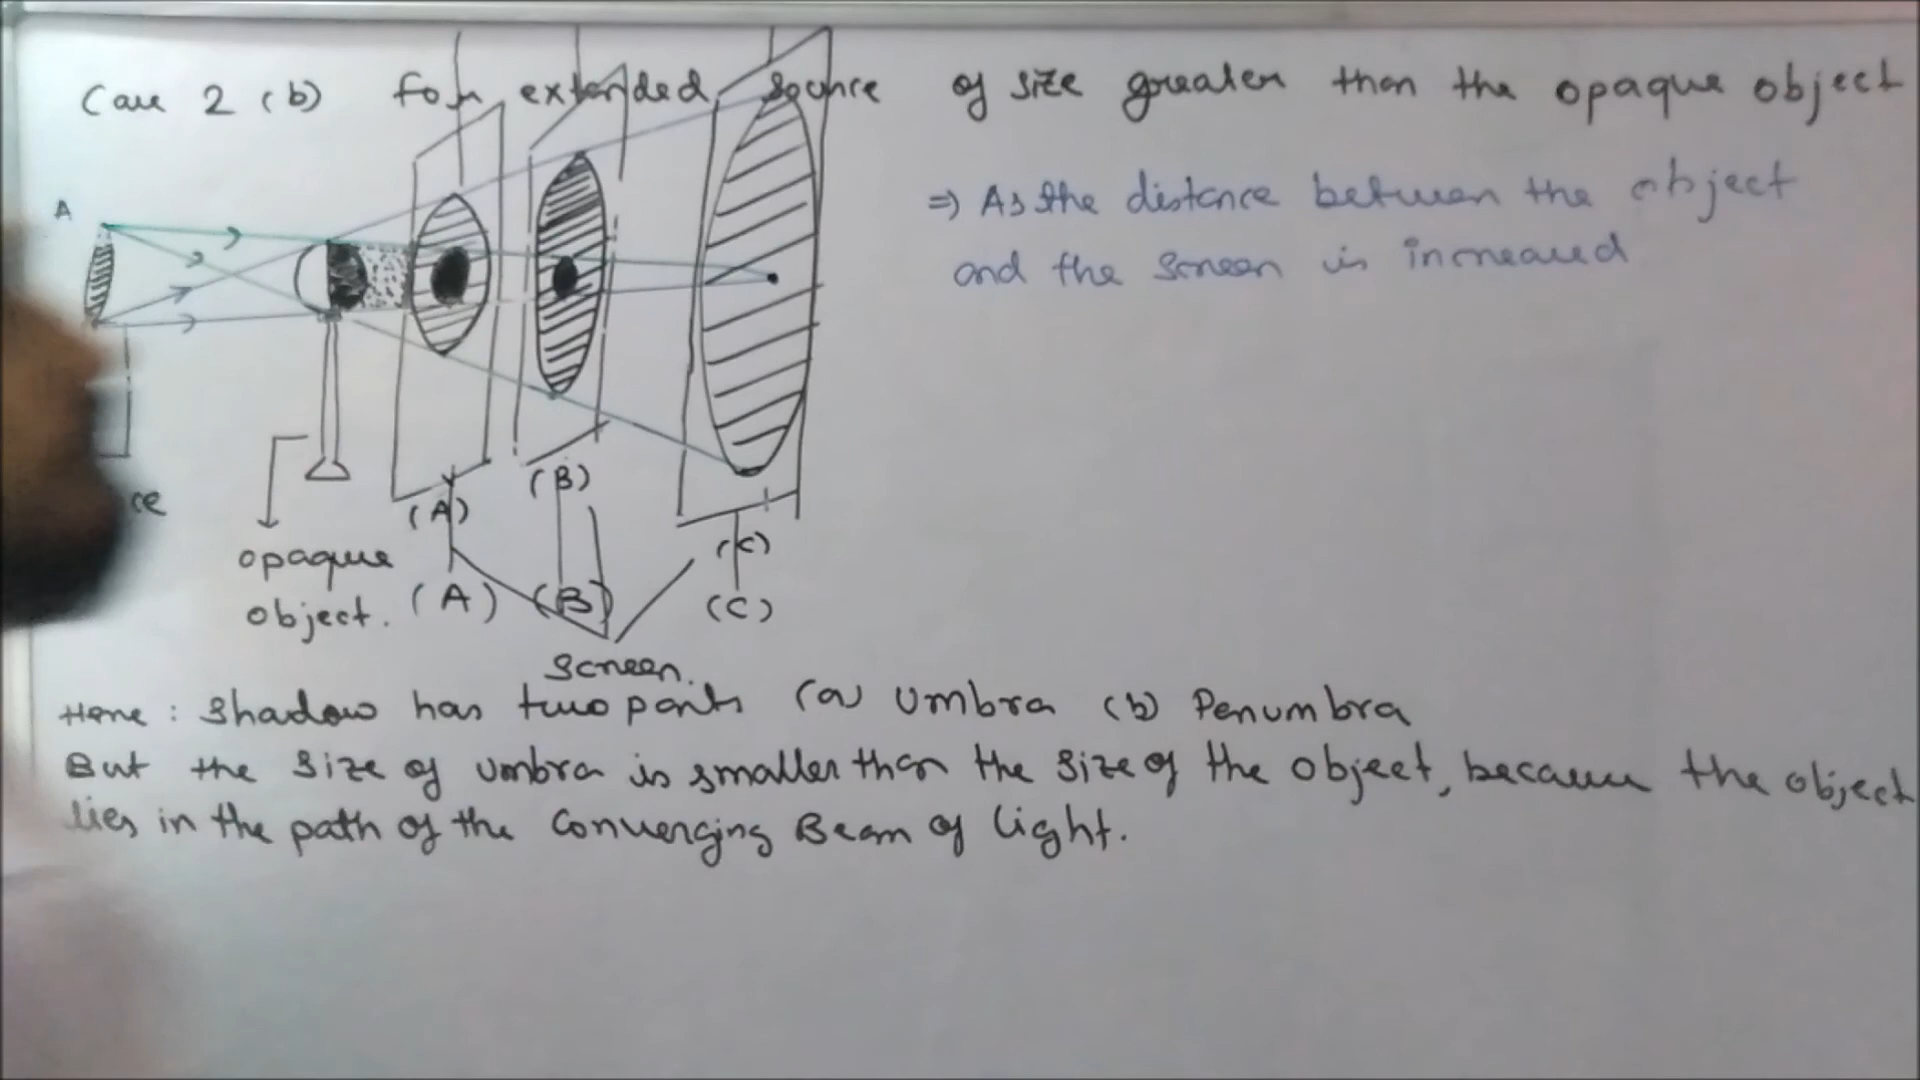 Case 2 (b) for extended source of size greater than the opaque object
⇒ As the distance between the object
and the screen is increased
A
ce
opaque
object.
(A)
(B)
(C)
(A)
(B)
(C)
Screen.
Here : Shadow has two parts (a) Umbra (b) Penumbra
But the size of umbra is smaller than the size of the object, because the object
lies in the path of the Converging Beam of light.